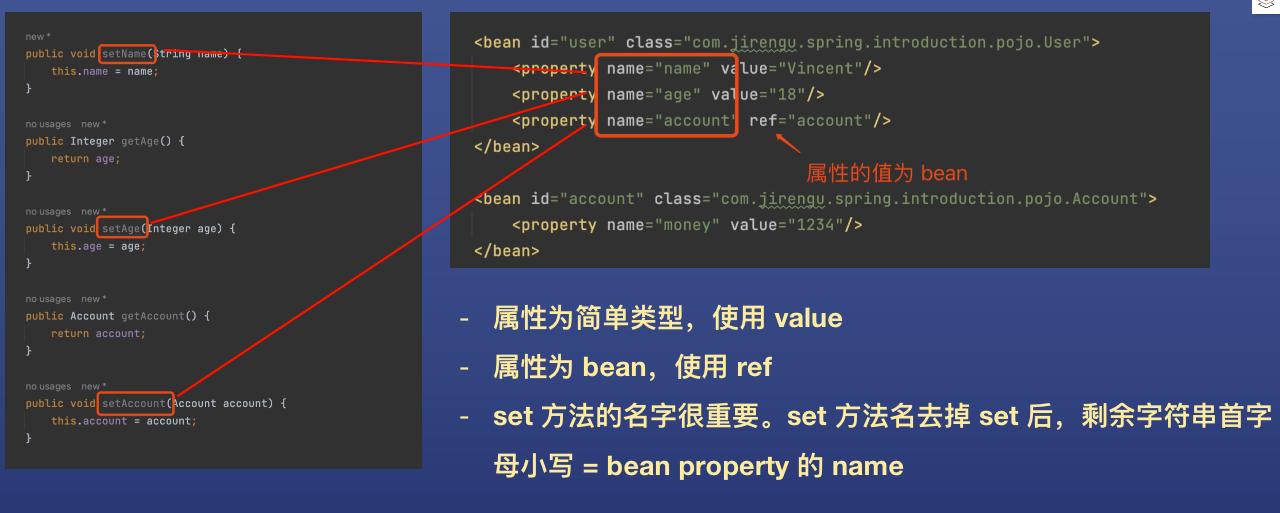 new *
public void setName(String name) {
this.name = name;
}
no usages new *
public Integer getAge() {
return age;
}
no usages new *
public void setAge(Integer age) {
this.age = age;
}
no usages new *
public Account getAccount() {
return account;
}
no usages new *
public void setAccount(Account account) {
this.account = account;
}
<bean id="user" class="com.jirengu.spring.introduction.pojo.User">
<property name="name" value="Vincent"/>
<property name="age" value="18"/>
<property name="account" ref="account"/>
</bean>
属性的值为 bean
<bean id="account" class="com.jirengu.spring.introduction.pojo.Account">
<property name="money" value="1234"/>
</bean>
- 属性为简单类型，使用 value
- 属性为 bean，使用 ref
- set 方法的名字很重要。set 方法名去掉 set 后，剩余字符串首字
母小写 = bean property 的 name